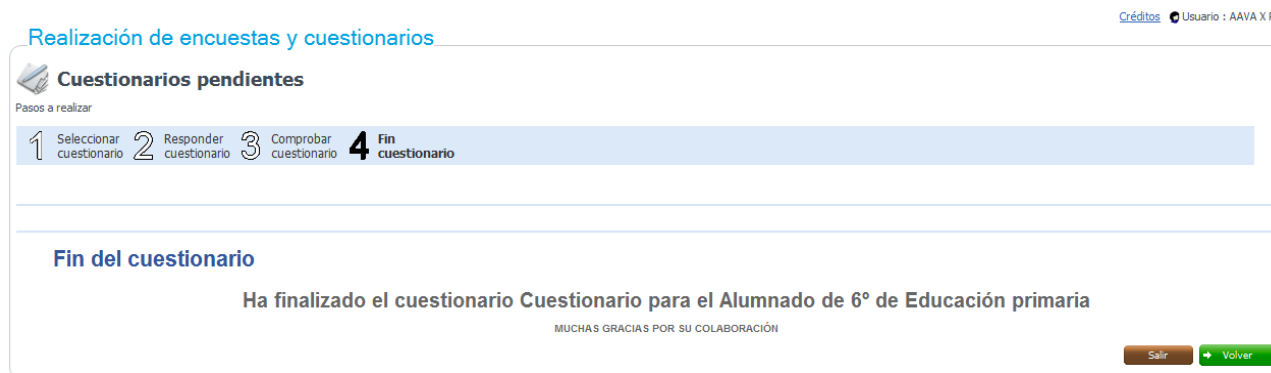 Créditos Usuario : AAVA X
Realización de encuestas y cuestionarios
Cuestionarios pendientes
Pasos a realizar
1 Seleccionar cuestionario 2 Responder cuestionario 3 Comprobar cuestionario 4 Fin cuestionario
Fin del cuestionario
Ha finalizado el cuestionario Cuestionario para el Alumnado de 6º de Educación primaria
MUCHAS GRACIAS POR SU COLABORACIÓN
Salir Volver